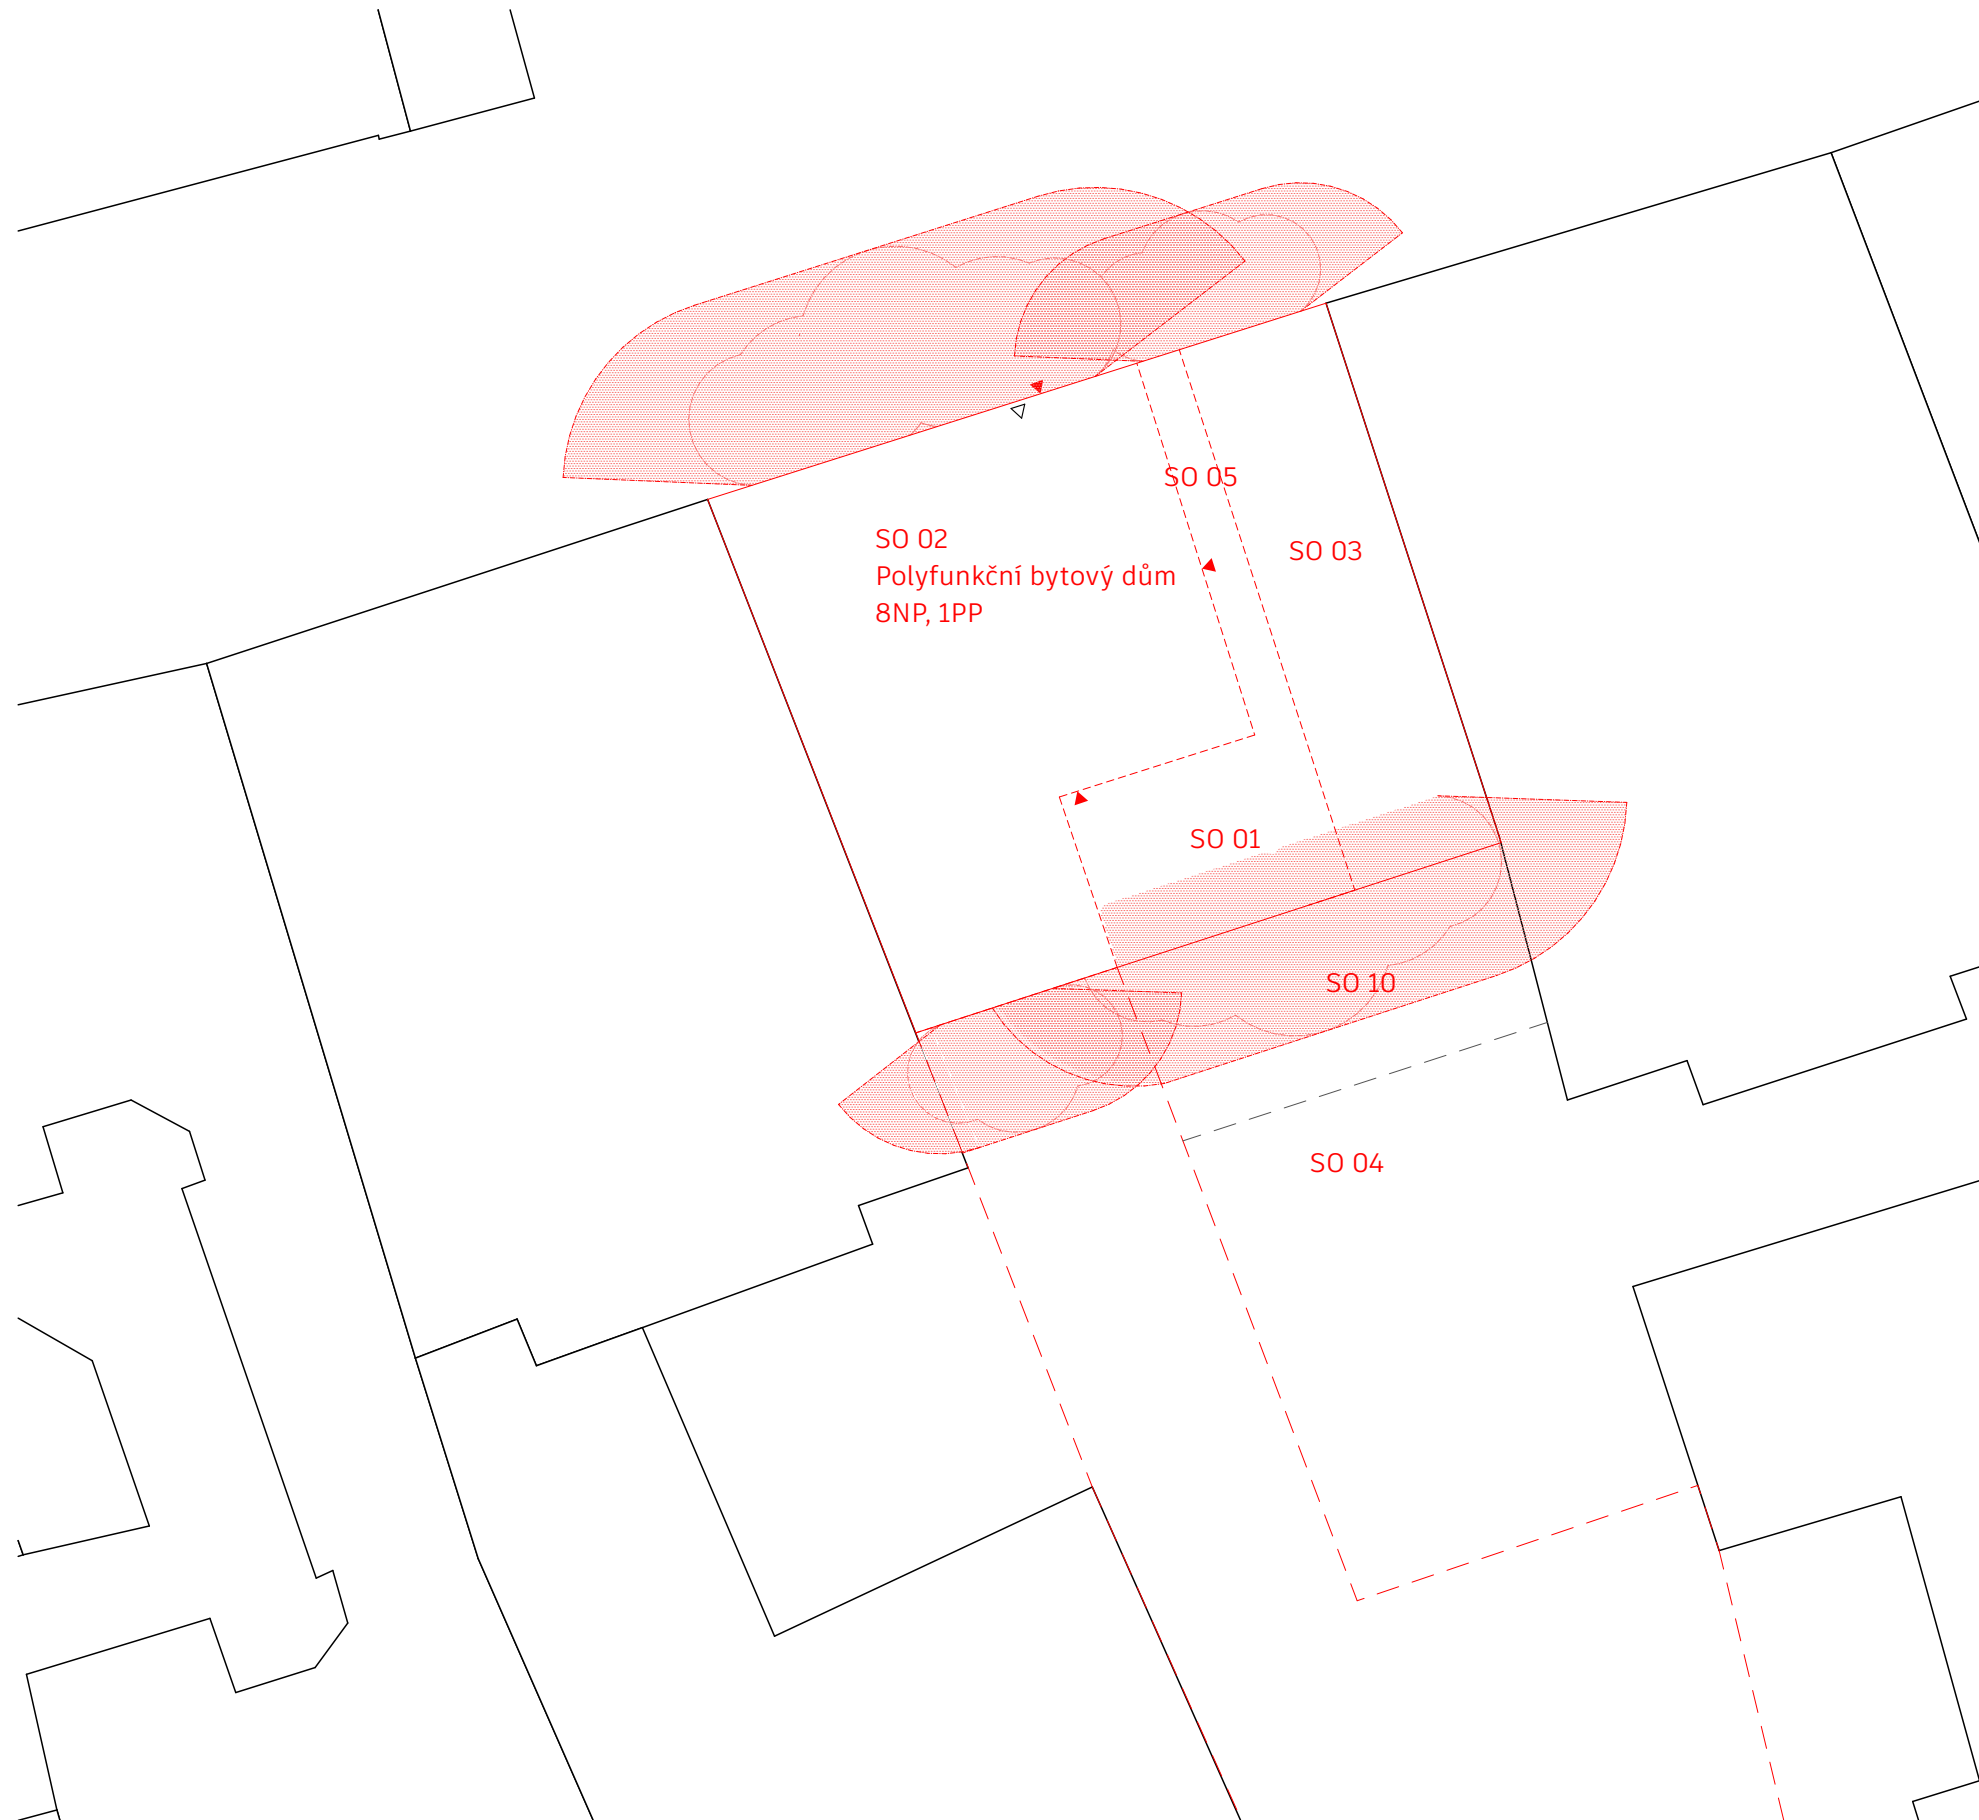 SO 05
SO 02
Polyfunkční bytový dům
8NP, 1PP
SO 03
SO 01
SO 10
SO 04